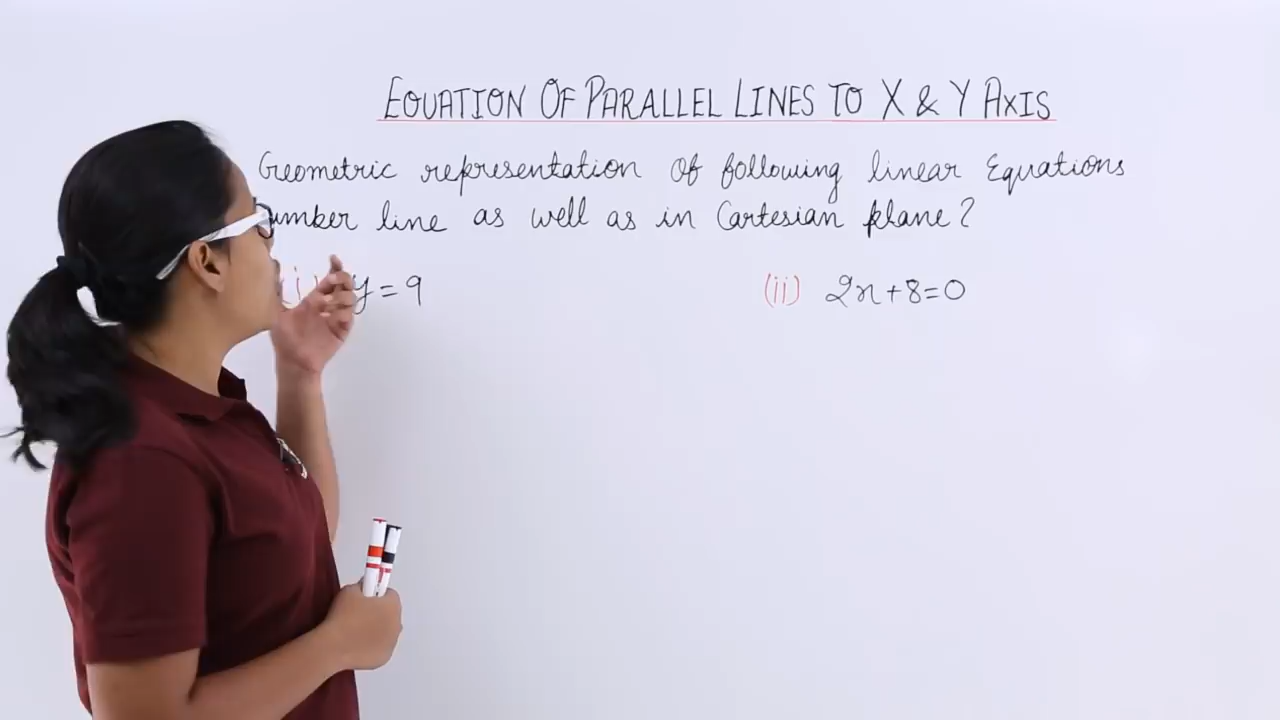 EQUATION OF PARALLEL LINES TO X & Y AXIS
Geometric representation of following linear Equations
line as well as in Cartesian plane?
(i) y = 9
(ii) 2x+8=0